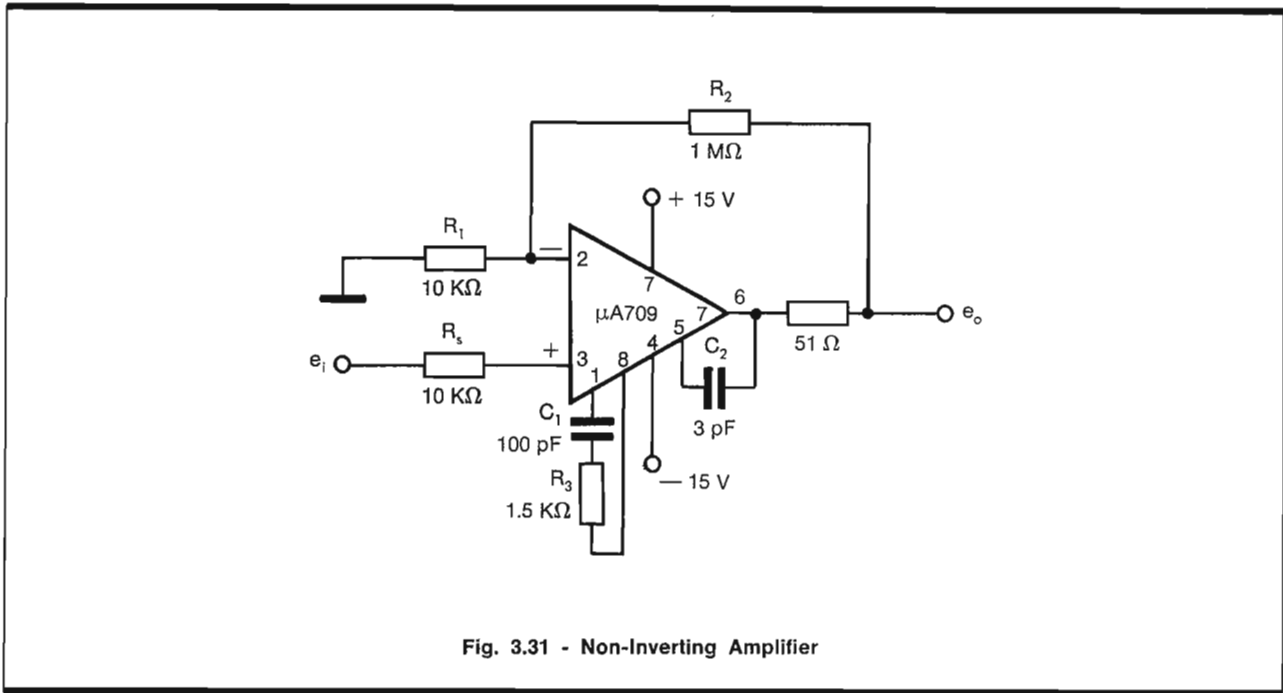 R2
1 MΩ
+ 15 V
R1
10 KΩ
—
2
7
μA709
7
6
51 Ω
eo
ei
Rs
10 KΩ
+
3
1
8
4
5
C2
3 pF
C1
100 pF
R3
1.5 KΩ
— 15 V
Fig. 3.31 - Non-Inverting Amplifier